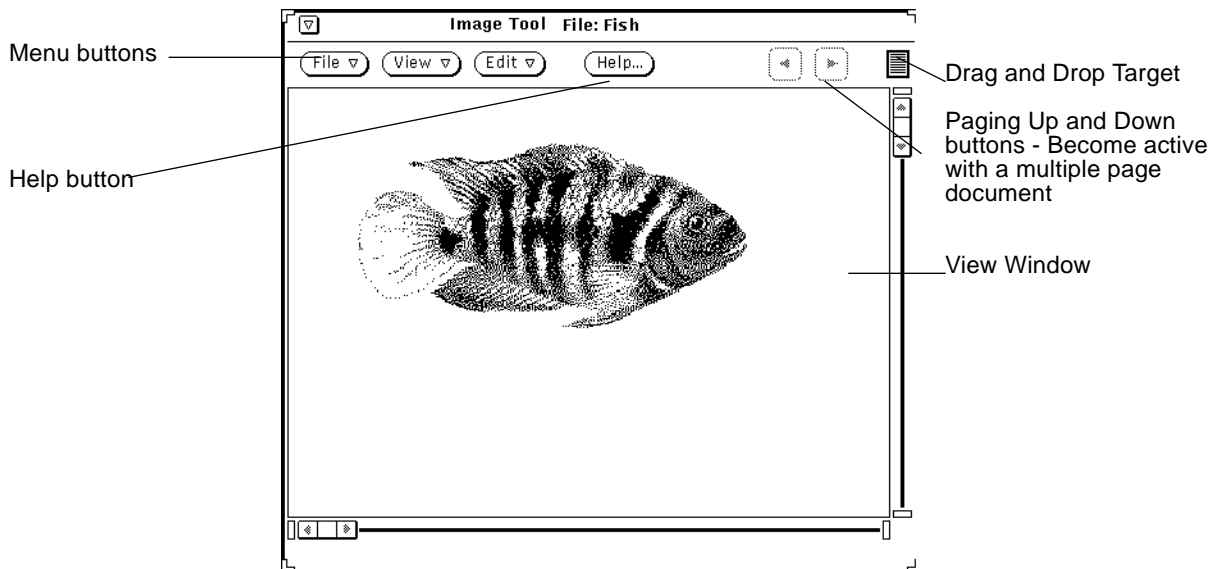 Image Tool File: Fish
Menu buttons
File View Edit Help...
Drag and Drop Target
Paging Up and Down
buttons - Become active
with a multiple page
document
Help button
View Window